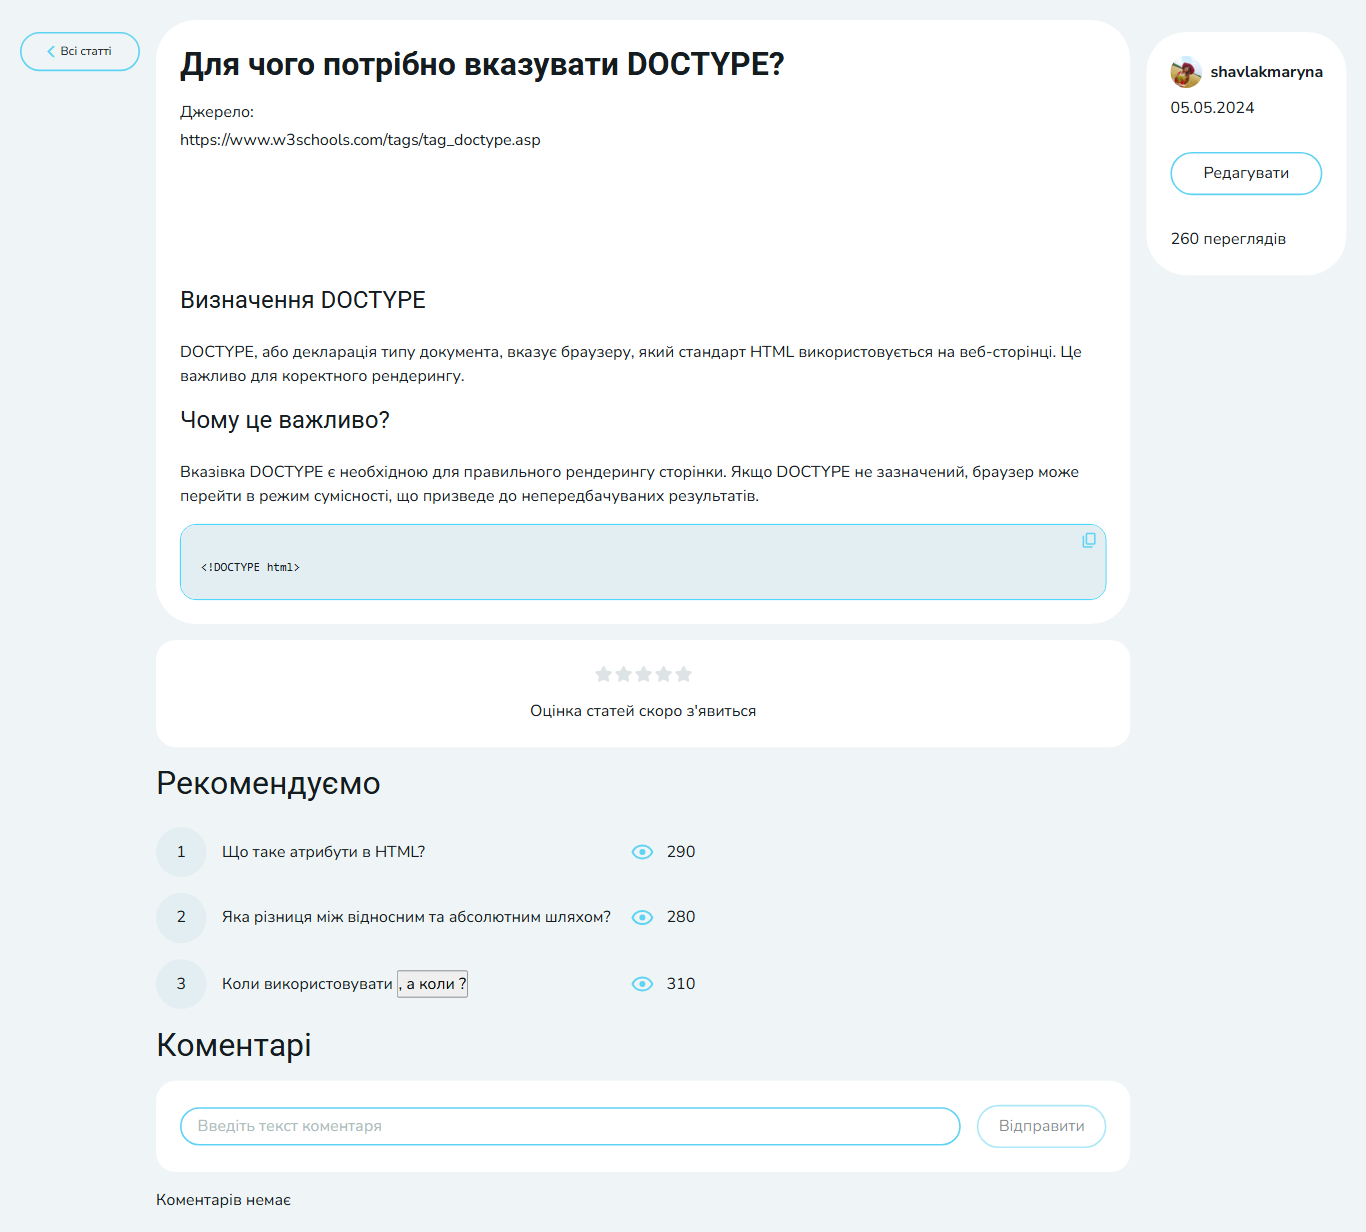 Всі статті
Для чого потрібно вказувати DOCTYPE?
Джерело:
https://www.w3schools.com/tags/tag_doctype.asp
Визначення DOCTYPE
DOCTYPE, або декларація типу документа, вказує браузеру, який стандарт HTML використовується на веб-сторінці. Це
важливо для коректного рендерингу.
Чому це важливо?
Вказівка DOCTYPE є необхідною для правильного рендерингу сторінки. Якщо DOCTYPE не зазначений, браузер може
перейти в режим сумісності, що призведе до непередбачуваних результатів.
<!DOCTYPE html>
Оцінка статей скоро з'явиться
shavlakmaryna
05.05.2024
Редагувати
260 переглядів
Рекомендуємо
1 Що таке атрибути в HTML? 290
2 Яка різниця між відносним та абсолютним шляхом? 280
3 Коли використовувати , а коли ? 310
Коментарі
Введіть текст коментаря
Відправити
Коментарів немає